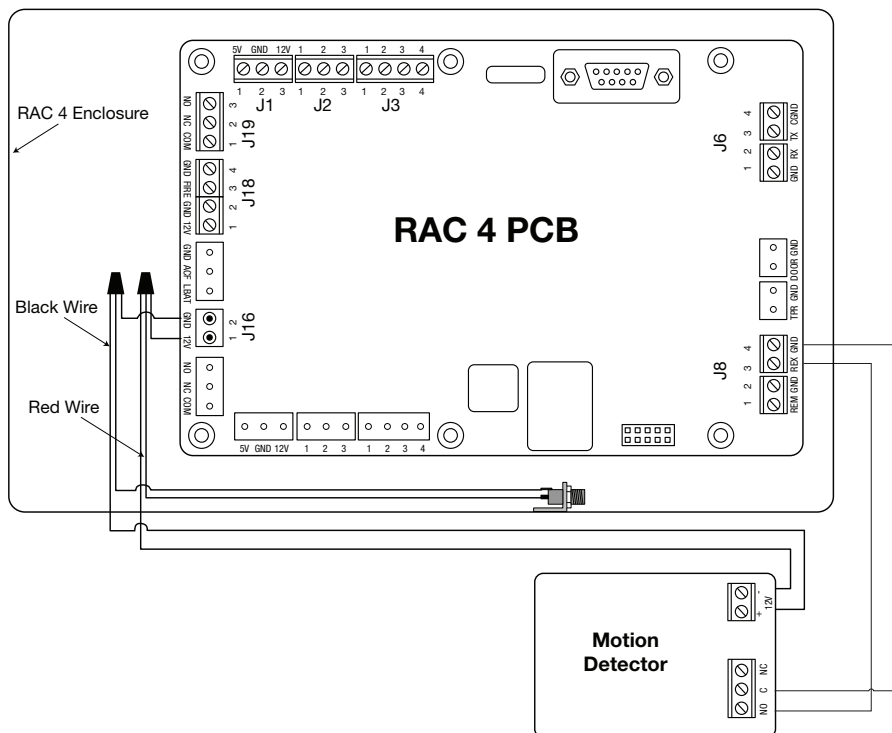 5V GND 12V 1 2 3 1 2 3 4
1 2 3 1 2 3 1 2 3 4
J1 J2 J3
RAC 4 Enclosure
NO NC COM
3 2 1
J19
GND FIRE GND 12V
4 3 2 1
J18
GND ACF LBAT
GND 12V
2 1
J16
NO NC COM
Black Wire
Red Wire
RAC 4 PCB
J6
4 3 2 1
CGND TX RX GND
DOOR GND
TPR GND
J8
4 3 2 1
GND REX GND REM
5V GND 12V 1 2 3 1 2 3 4
Motion
Detector
- +
12V
NC C NO